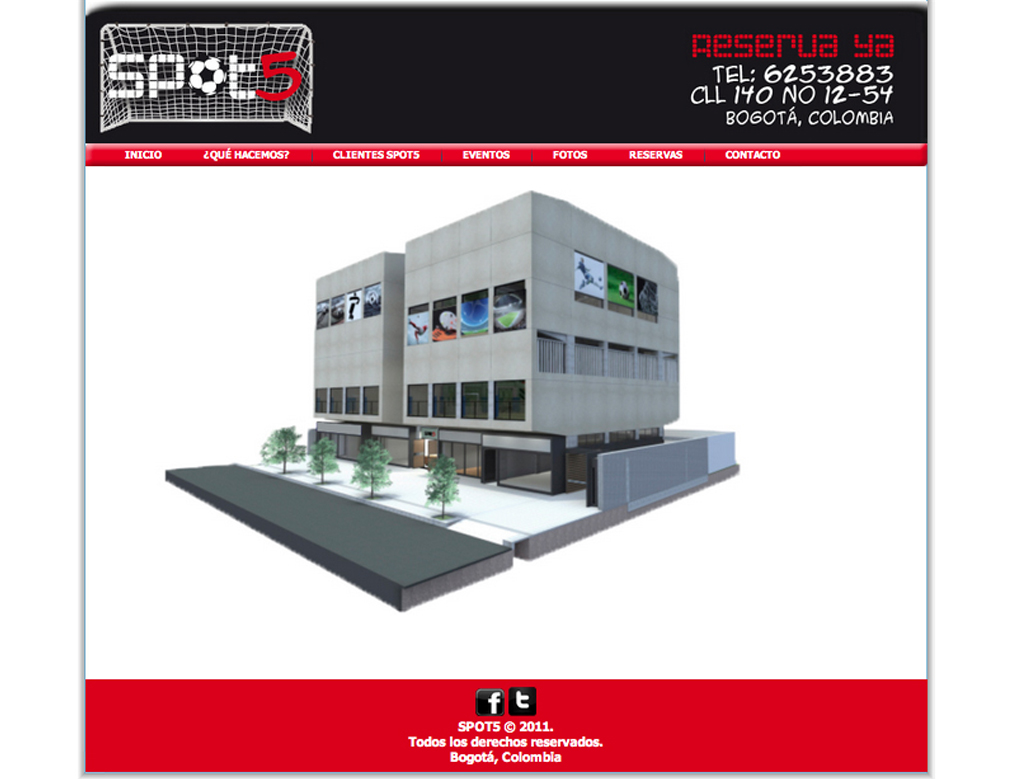 SPOT5
Reserva ya
TEL: 6253883
CLL 140 NO 12-54
BOGOTÁ, COLOMBIA
INICIO ¿QUÉ HACEMOS? CLIENTES SPOT5 EVENTOS FOTOS RESERVAS CONTACTO
f t
SPOT5 © 2011.
Todos los derechos reservados.
Bogotá, Colombia